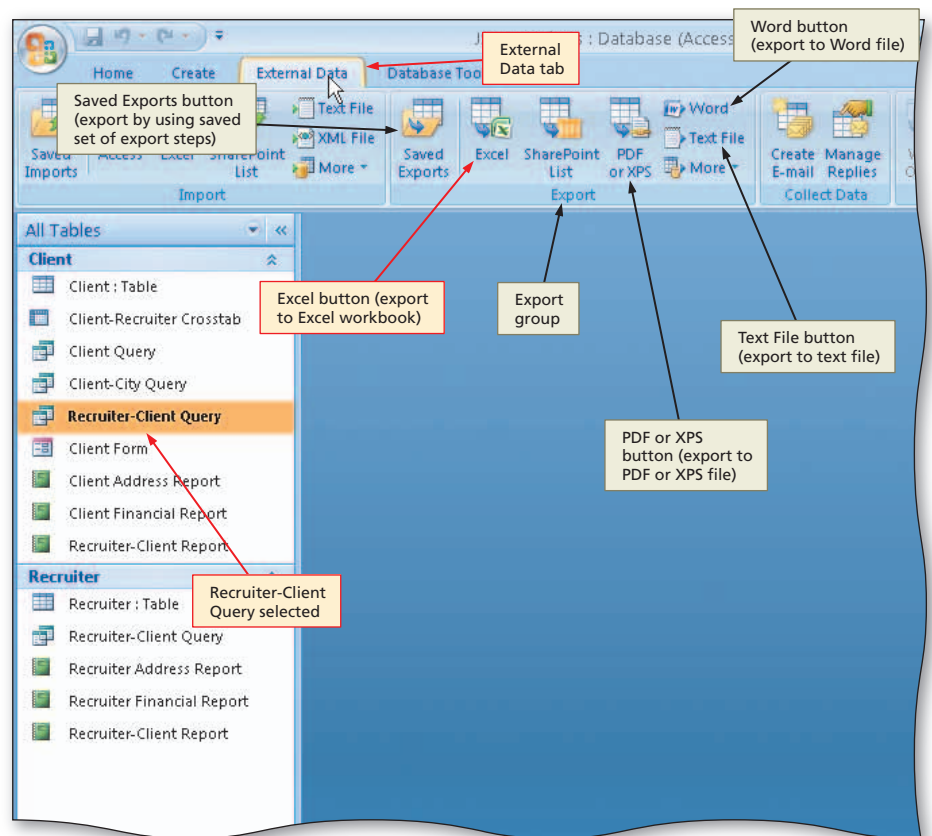 : Database (Access
Word button
(export to Word file)
External
Data tab
Home Create External Data Database Too
Saved Exports button
(export by using saved
set of export steps)
Text File
XML File
More
Saved
Imports
Access Excel SharePoint
List
Import
Saved
Exports
Excel
SharePoint
List
PDF
or XPS
Word
Text File
More
Export
Create
E-mail
Manage
Replies
Collect Data
All Tables
Client
Client : Table
Client-Recruiter Crosstab
Client Query
Client-City Query
Recruiter-Client Query
Client Form
Client Address Report
Client Financial Report
Recruiter-Client Report
Recruiter
Recruiter : Table
Recruiter-Client Query
Recruiter Address Report
Recruiter Financial Report
Recruiter-Client Report
Excel button (export
to Excel workbook)
Export
group
Text File button
(export to text file)
PDF or XPS
button (export to
PDF or XPS file)
Recruiter-Client
Query selected